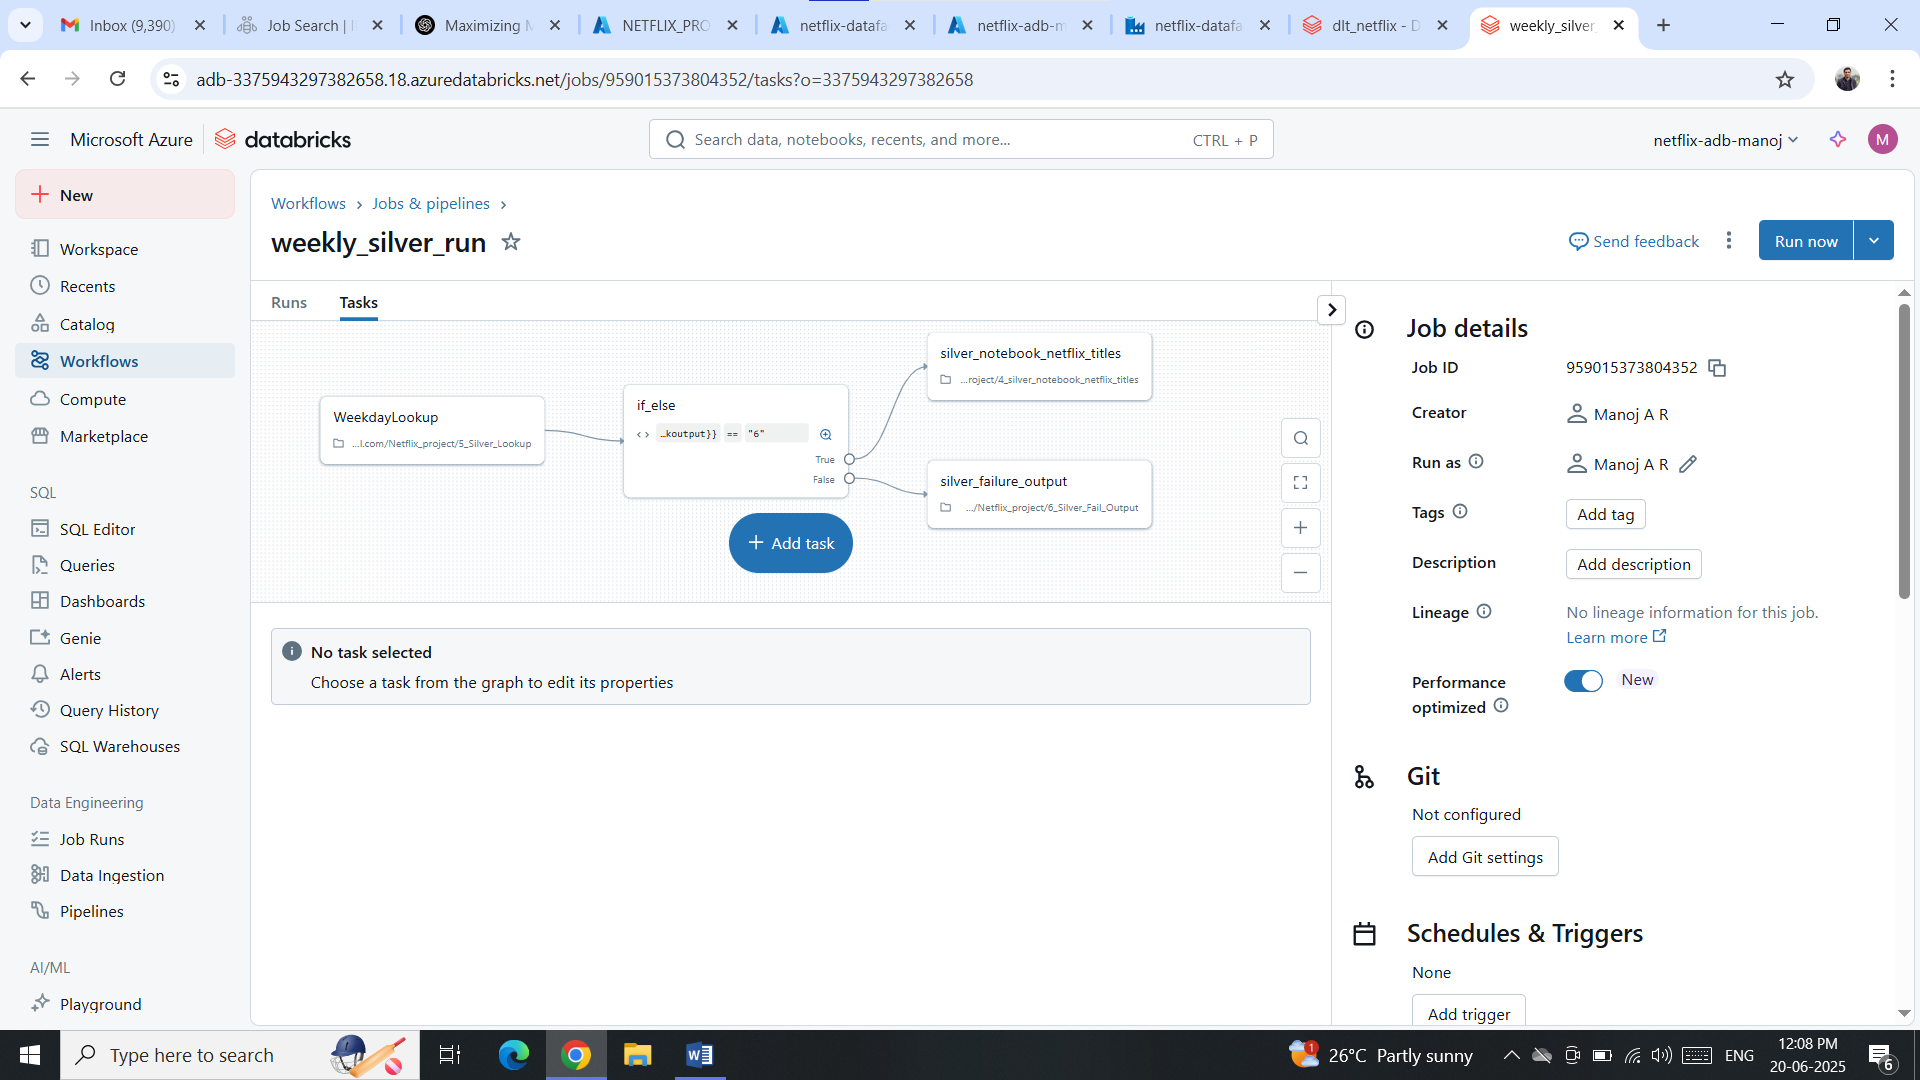 Inbox (9,390)
Job Search | I
Maximizing M
NETFLIX_PRO
netflix-datafa
netflix-adb-m
netflix-datafa
dlt_netflix - D
weekly_silver_
adb-3375943297382658.18.azuredatabricks.net/jobs/959015373804352/tasks?o=3375943297382658
Microsoft Azure
databricks
Search data, notebooks, recents, and more...
CTRL + P
netflix-adb-manoj
M
New
Workspace
Recents
Catalog
Workflows
Compute
Marketplace
SQL
SQL Editor
Queries
Dashboards
Genie
Alerts
Query History
SQL Warehouses
Data Engineering
Job Runs
Data Ingestion
Pipelines
AI/ML
Playground
Workflows > Jobs & pipelines >
weekly_silver_run
Send feedback
Run now
Runs
Tasks
WeekdayLookup
...l.com/Netflix_project/5_Silver_Lookup
if_else
…koutput}} == "6"
True
False
silver_notebook_netflix_titles
...roject/4_silver_notebook_netflix_titles
silver_failure_output
.../Netflix_project/6_Silver_Fail_Output
+ Add task
No task selected
Choose a task from the graph to edit its properties
Job details
Job ID
959015373804352
Creator
Manoj A R
Run as
Manoj A R
Tags
Add tag
Description
Add description
Lineage
No lineage information for this job.
Learn more
Performance optimized
New
Git
Not configured
Add Git settings
Schedules & Triggers
None
Add trigger
Type here to search
1
26°C Partly sunny
ENG
12:08 PM
20-06-2025
6